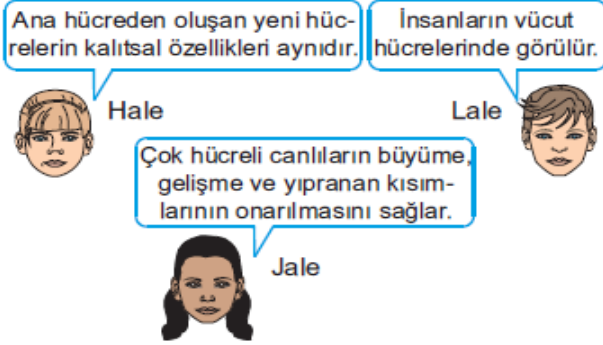 Ana hücreden oluşan yeni hüc-
relerin kalıtsal özellikleri aynıdır.
Hale
İnsanların vücut
hücrelerinde görülür.
Lale
Çok hücreli canlıların büyüme,
gelişme ve yıpranan kısım-
larının onarılmasını sağlar.
Jale